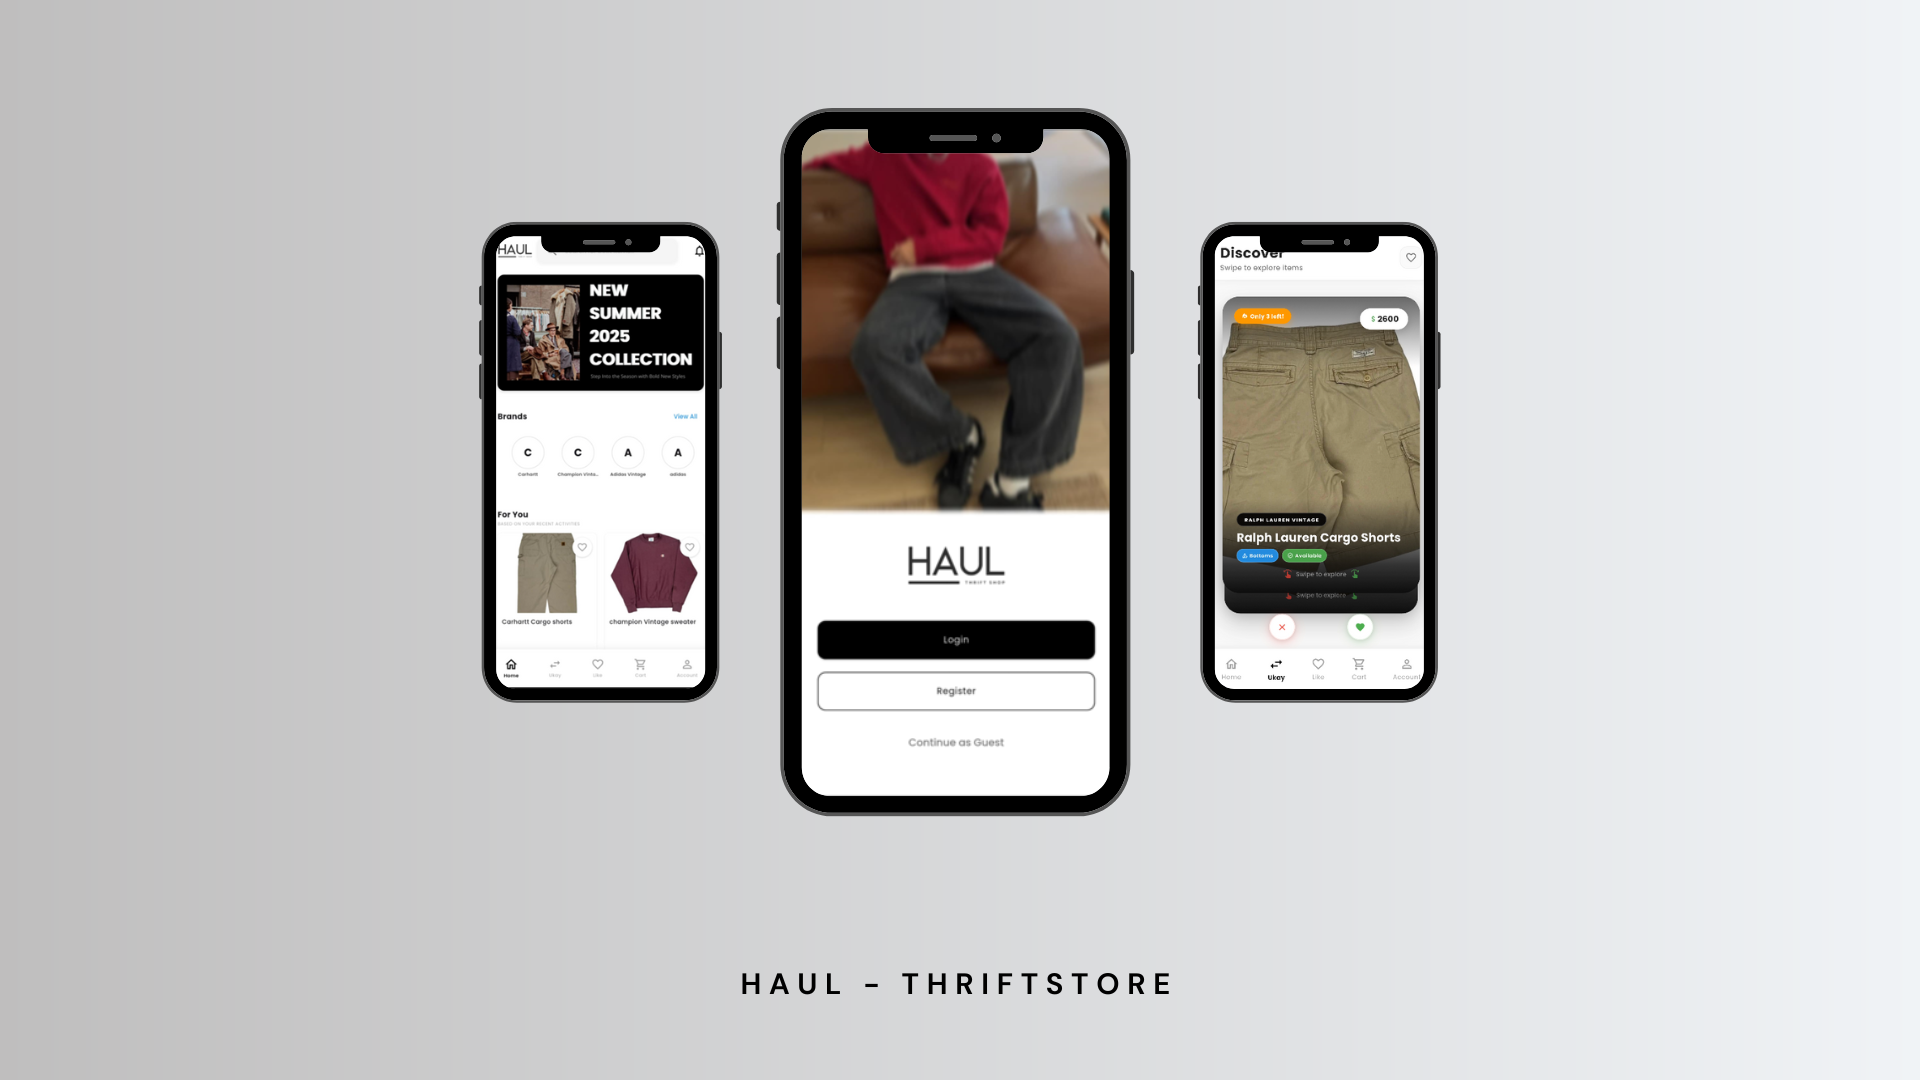 HAUL
NEW
SUMMER
2025
COLLECTION
Step Into the Season with Bold New Styles
Brands
View All
C
C
A
A
Carhartt
Champion Vinta...
Adidas Vintage
adidas
For You
BASED ON YOUR RECENT ACTIVITIES
Carhartt Cargo shorts
champion Vintage sweater
Home
Ukay
Like
Cart
Account
HAUL
THRIFT SHOP
Login
Register
Continue as Guest
Discover
Swipe to explore items
Only 3 left!
$ 2600
RALPH LAUREN VINTAGE
Ralph Lauren Cargo Shorts
Bottoms
Available
Swipe to explore
Swipe to explore
Home
Ukay
Like
Cart
Account
HAUL – THRIFTSTORE